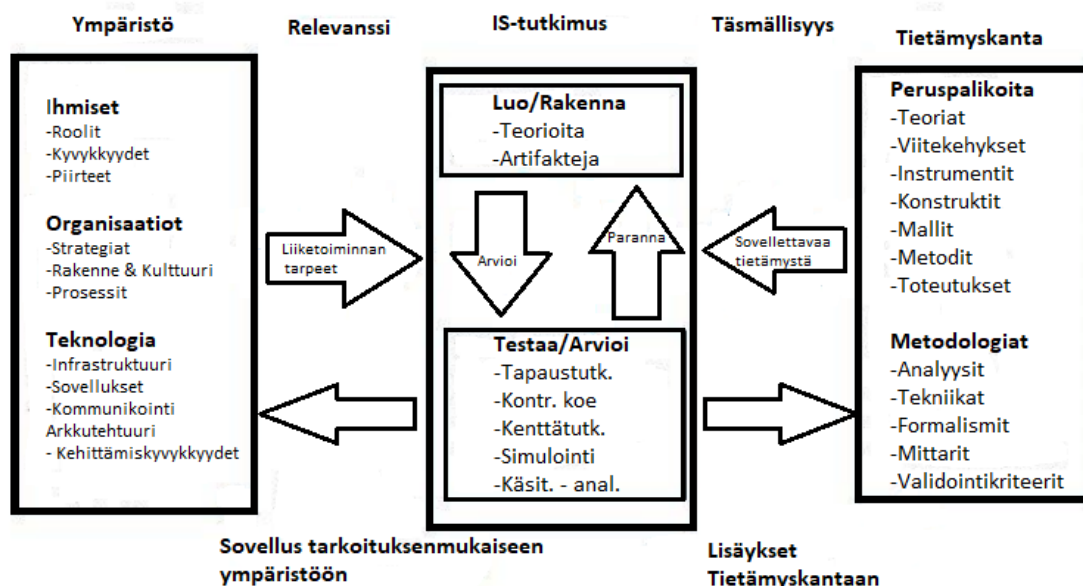 Ympäristö
Relevanssi
IS-tutkimus
Täsmällisyys
Tietämyskanta
Ihmiset
-Roolit
-Kyvykkyydet
-Piirteet
Organisaatiot
-Strategiat
-Rakenne & Kulttuuri
-Prosessit
Teknologia
-Infrastruktuuri
-Sovellukset
-Kommunikointi
Arkkutehtuuri
- Kehittämiskyvykkyydet
Liiketoiminnan
tarpeet
Luo/Rakenna
-Teorioita
-Artifakteja
Arvioi
Paranna
Testaa/Arvioi
-Tapaustutk.
-Kontr. koe
-Kenttätutk.
-Simulointi
-Käsit. - anal.
Sovellettavaa
tietämystä
Peruspalikoita
-Teoriat
-Viitekehykset
-Instrumentit
-Konstruktit
-Mallit
-Metodit
-Toteutukset
Metodologiat
-Analyysit
-Tekniikat
-Formalismit
-Mittarit
-Validointikriteerit
Sovellus tarkoituksenmukaiseen
ympäristöön
Lisäykset
Tietämyskantaan